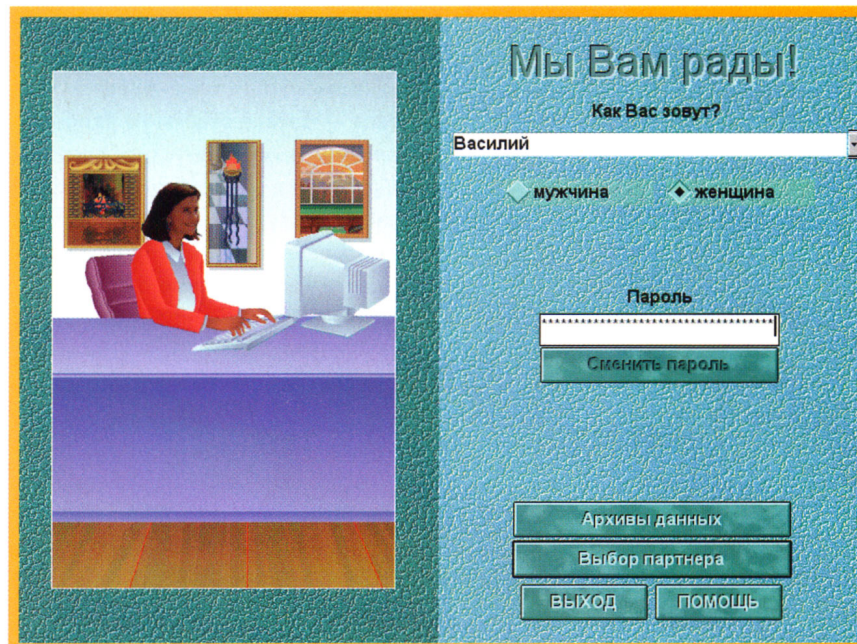 Мы Вам рады!
Как Вас зовут?
Василий
мужчина женщина
Пароль
************************************
Сменить пароль
Архивы данных
Выбор партнера
ВЫХОД ПОМОЩЬ